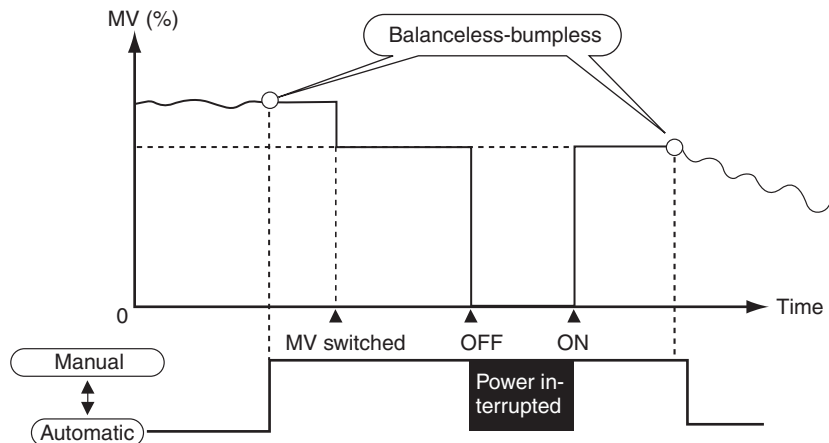 MV (%)
Balanceless-bumpless
0
Time
MV switched
OFF
ON
Manual
Power in-
terrupted
Automatic